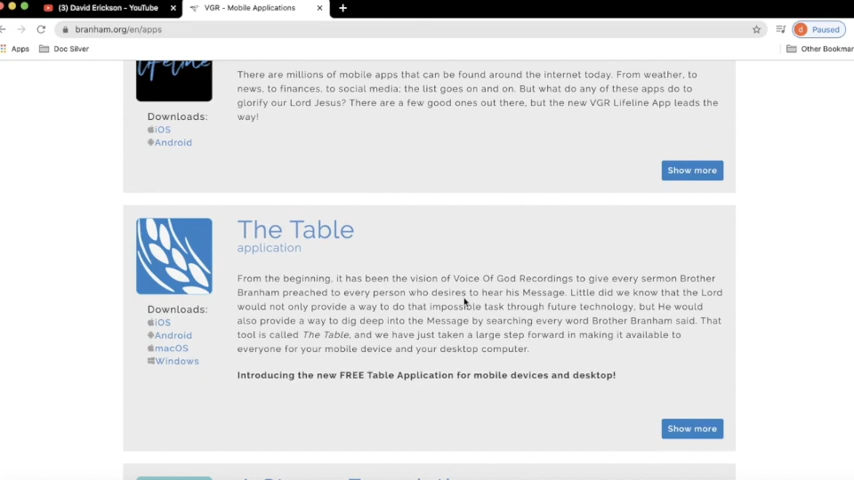 (3) David Erickson - YouTube
VGR - Mobile Applications
branham.org/en/apps
Paused
Apps
Doc Silver
Other Bookmar
lifeline
There are millions of mobile apps that can be found around the internet today. From weather, to
news, to finances, to social media; the list goes on and on. But what do any of these apps do to
glorify our Lord Jesus? There are a few good ones out there, but the new VGR Lifeline App leads the
way!
Downloads:
iOS
Android
Show more
The Table
application
From the beginning, it has been the vision of Voice Of God Recordings to give every sermon Brother
Branham preached to every person who desires to hear his Message. Little did we know that the Lord
would not only provide a way to do that impossible task through future technology, but He would
also provide a way to dig deep into the Message by searching every word Brother Branham said. That
tool is called The Table, and we have just taken a large step forward in making it available to
everyone for your mobile device and your desktop computer.
Introducing the new FREE Table Application for mobile devices and desktop!
Downloads:
iOS
Android
macOS
Windows
Show more